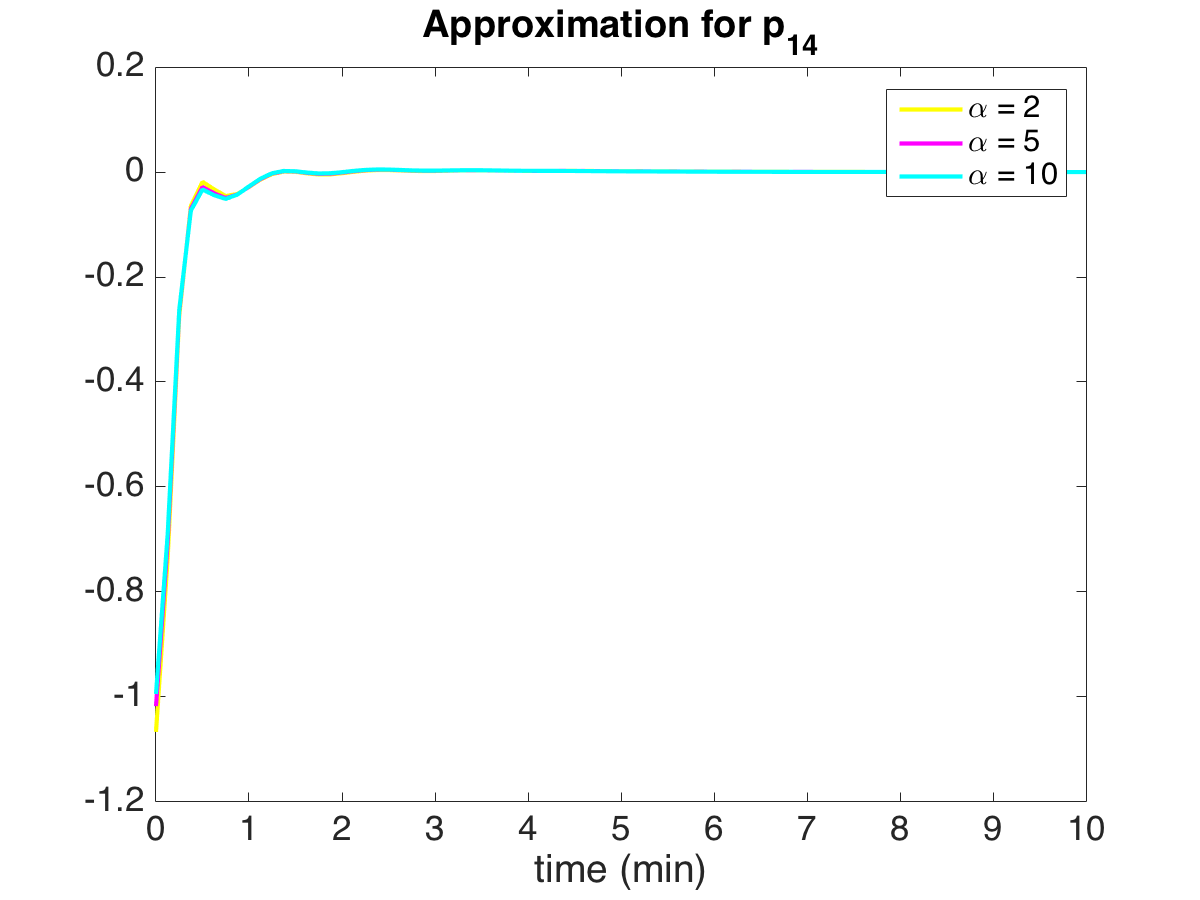 Approximation for p₁₄
0.2
0
-0.2
-0.4
-0.6
-0.8
-1
-1.2
0 1 2 3 4 5 6 7 8 9 10
time (min)
α = 2
α = 5
α = 10